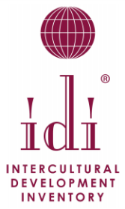 idi®
INTERCULTURAL
DEVELOPMENT
INVENTORY